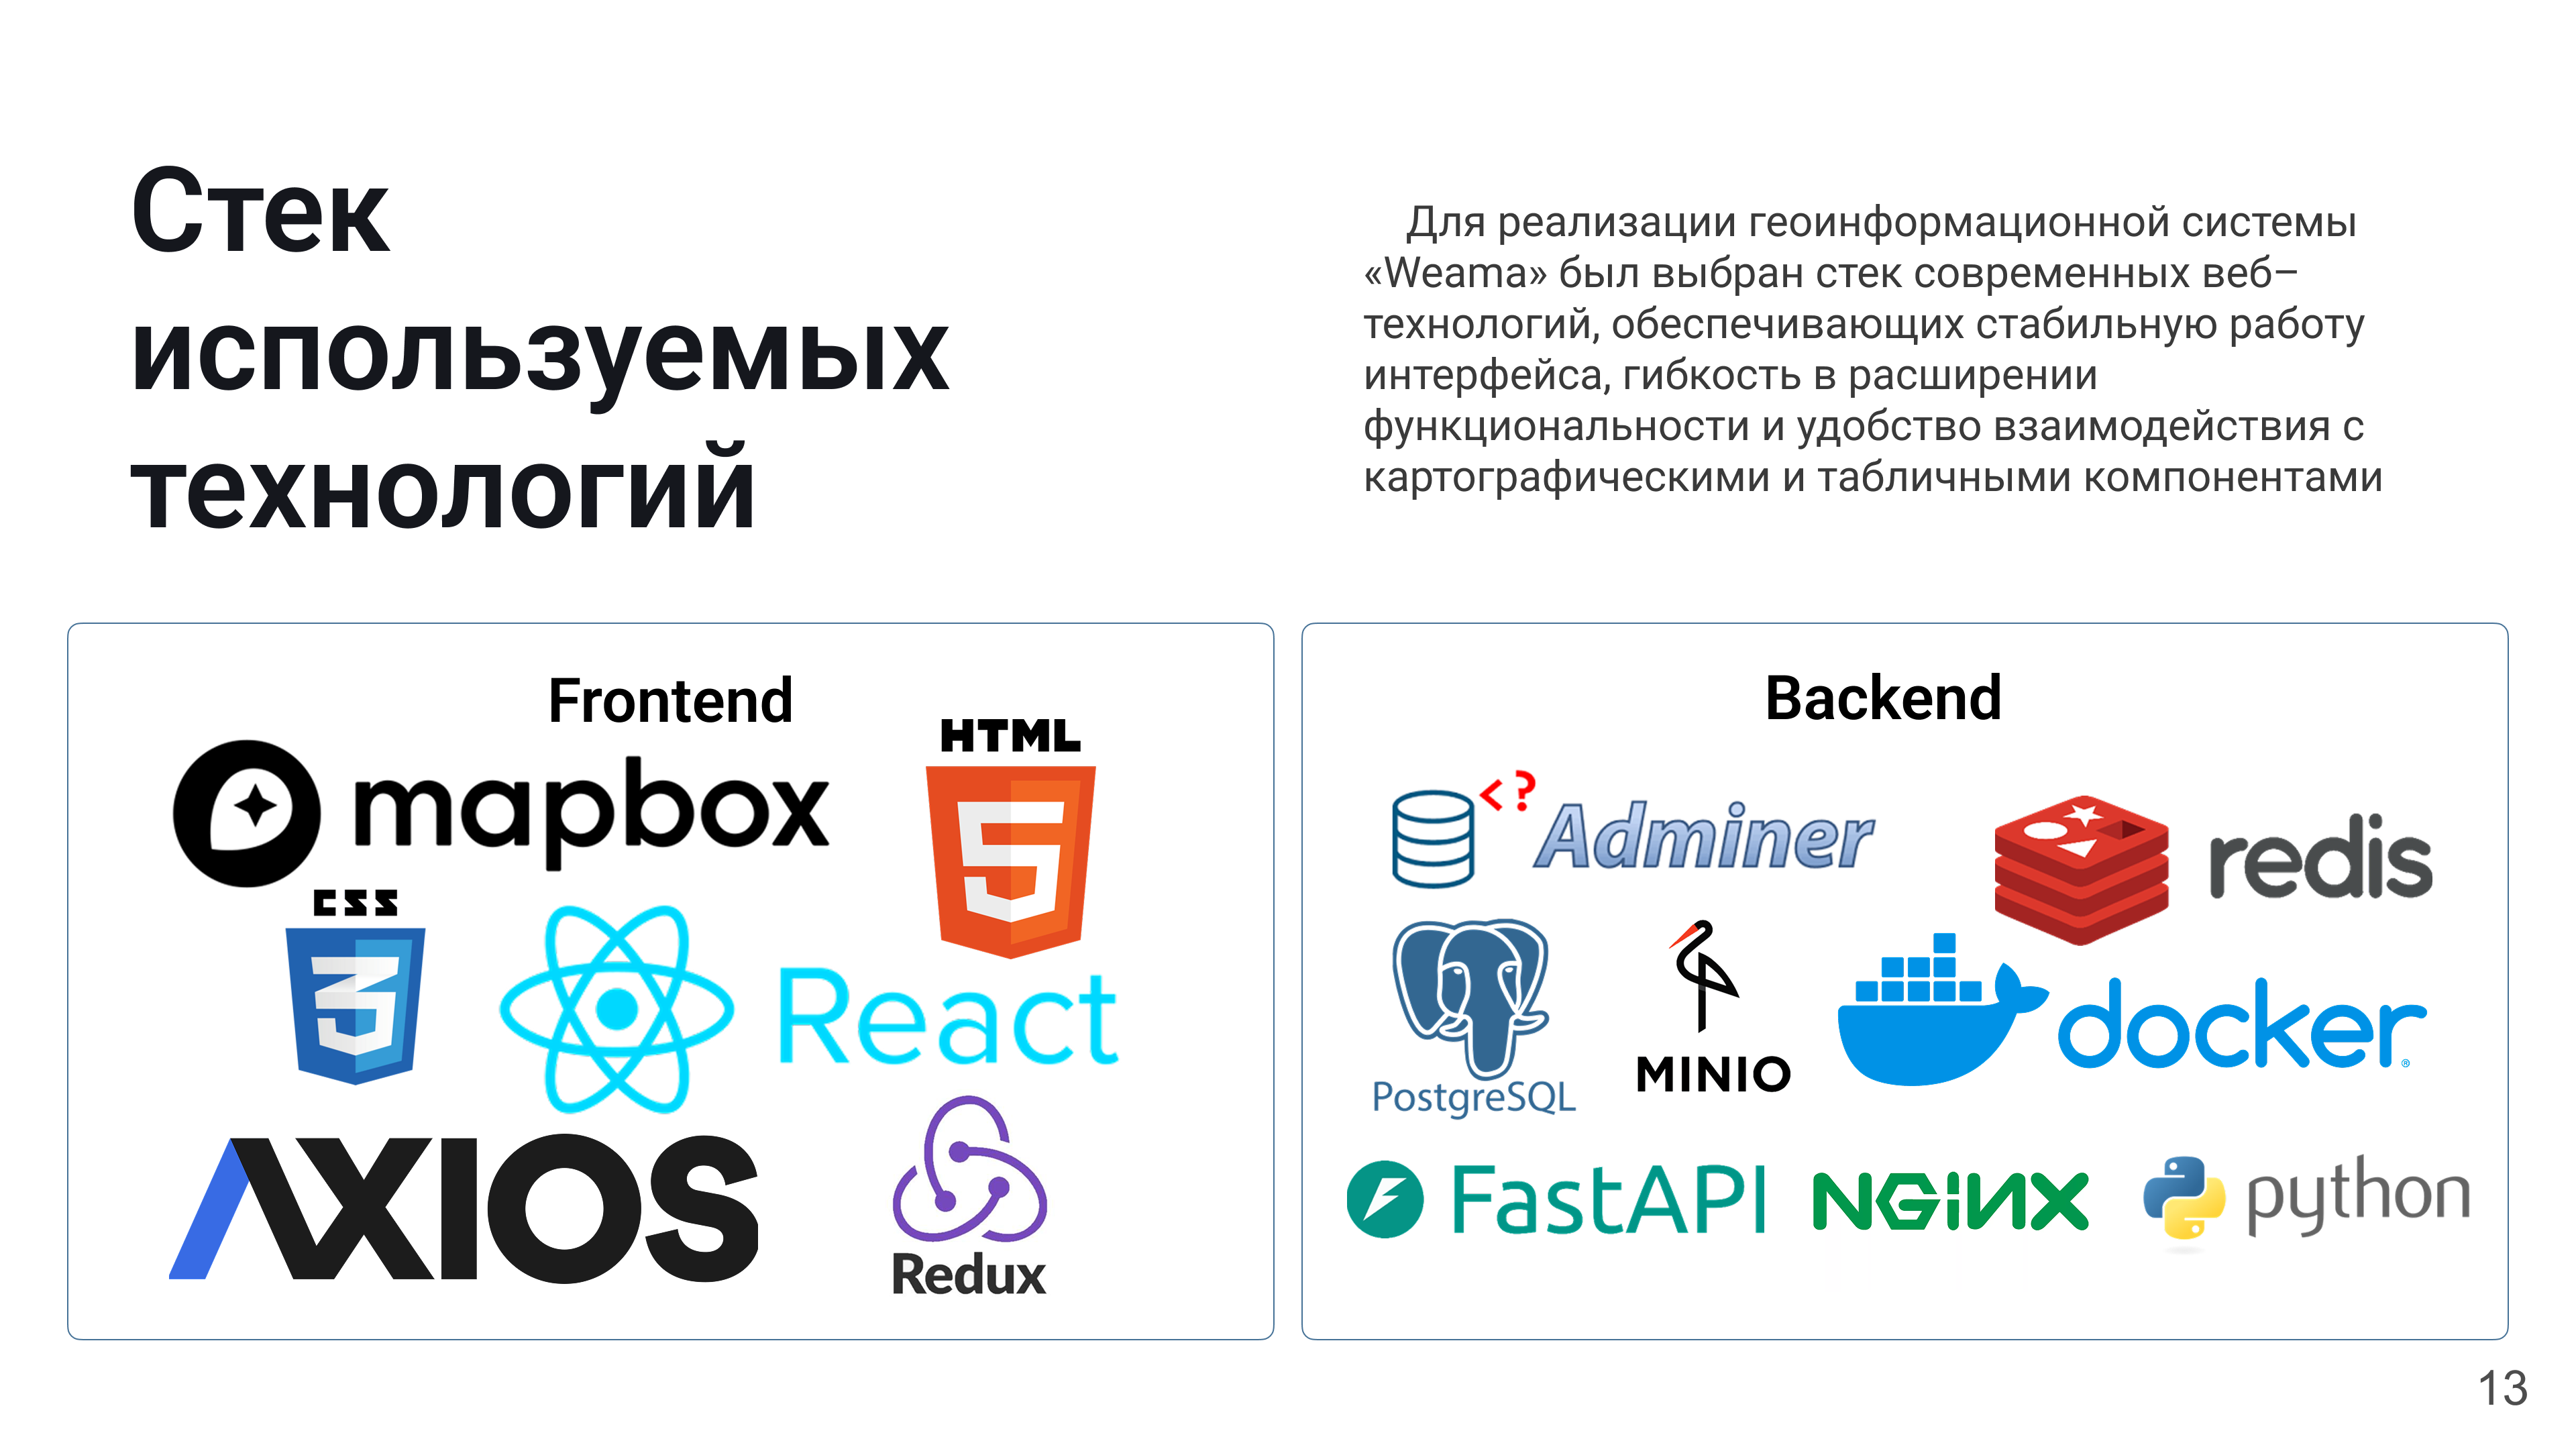 Стек
используемых
технологий
Для реализации геоинформационной системы
«Weama» был выбран стек современных веб–
технологий, обеспечивающих стабильную работу
интерфейса, гибкость в расширении
функциональности и удобство взаимодействия с
картографическими и табличными компонентами
Frontend
mapbox
HTML
5
CSS
3
React
AXIOS
Redux
Backend
<?
Adminer
redis
PostgreSQL
MINIO
docker®
FastAPI
NGiNX
python
13